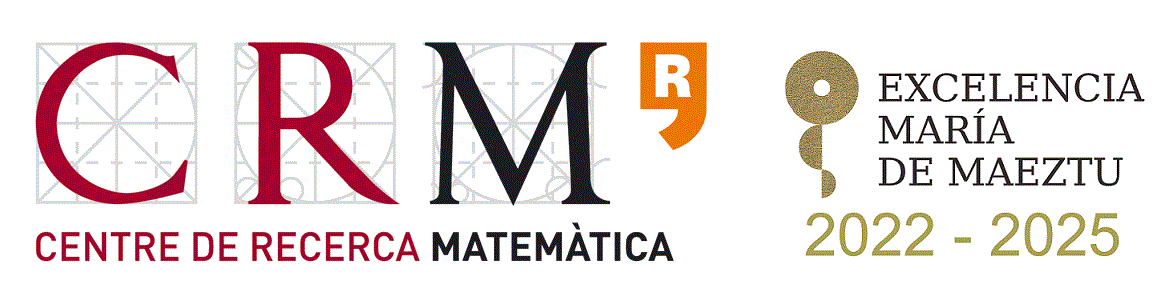 CRM
R
CENTRE DE RECERCA MATEMÀTICA
EXCELENCIA
MARÍA
DE MAEZTU
2022 - 2025